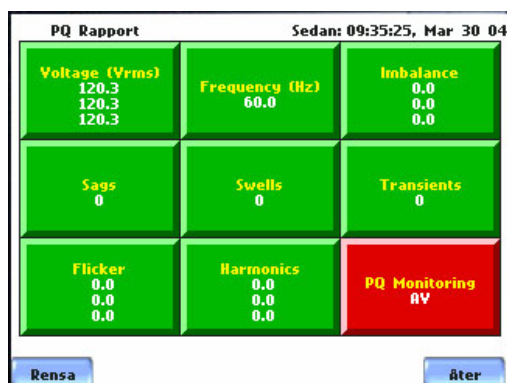 PQ Rapport
Sedan: 09:35:25, Mar 30 04
Voltage (Vrms)
120.3
120.3
120.3
Frequency (Hz)
60.0
Imbalance
0.0
0.0
0.0
Sags
0
Swells
0
Transients
0
Flicker
0.0
0.0
0.0
Harmonics
0.0
0.0
0.0
PQ Monitoring
AV
Rensa
Åter